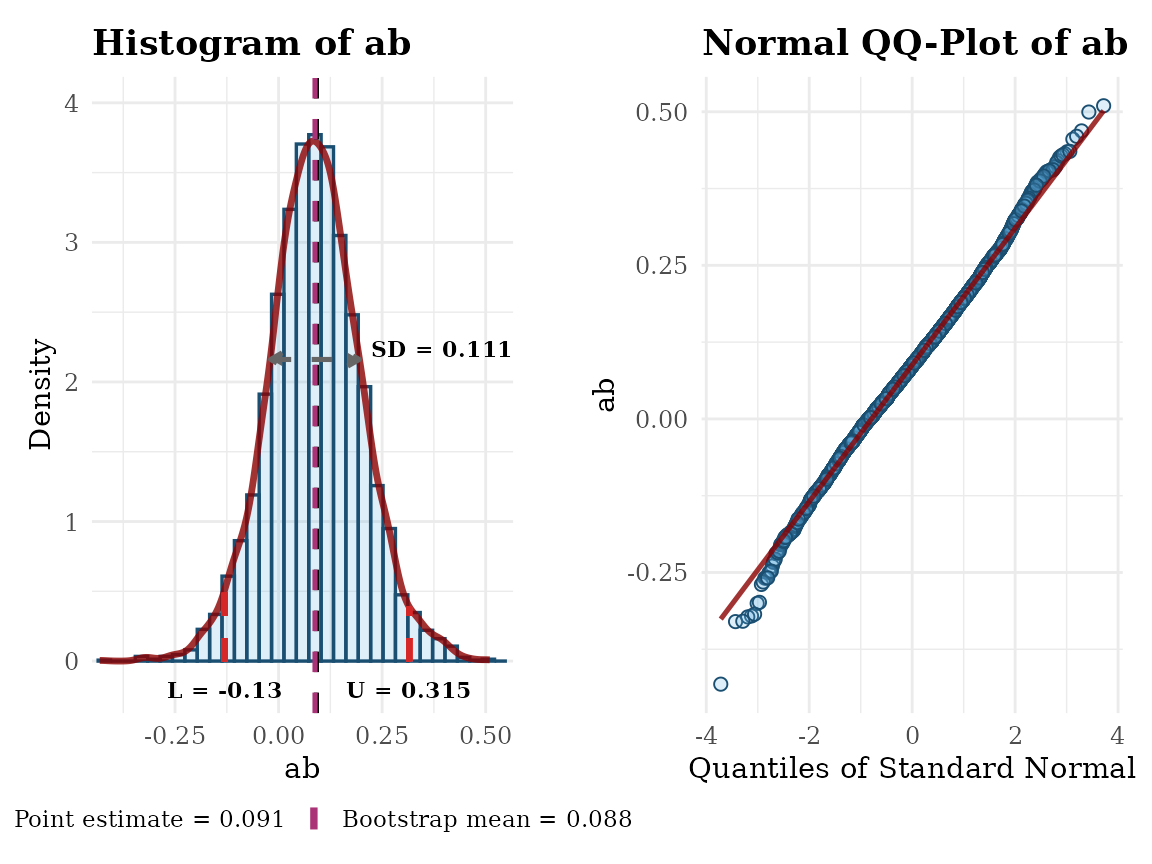 Histogram of ab
Density
4
3
2
1
0
SD = 0.111
L = -0.13
U = 0.315
-0.25
0.00
0.25
0.50
ab
Point estimate = 0.091
Bootstrap mean = 0.088
Normal QQ-Plot of ab
ab
0.50
0.25
0.00
-0.25
-4
-2
0
2
4
Quantiles of Standard Normal